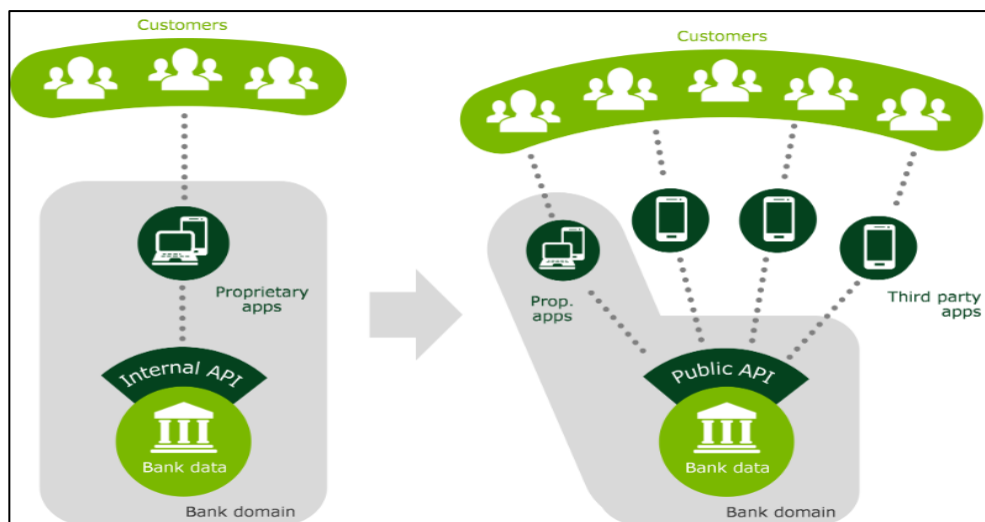 Customers
Proprietary
apps
Internal API
Bank data
Bank domain
Customers
Prop.
apps
Third party
apps
Public API
Bank data
Bank domain